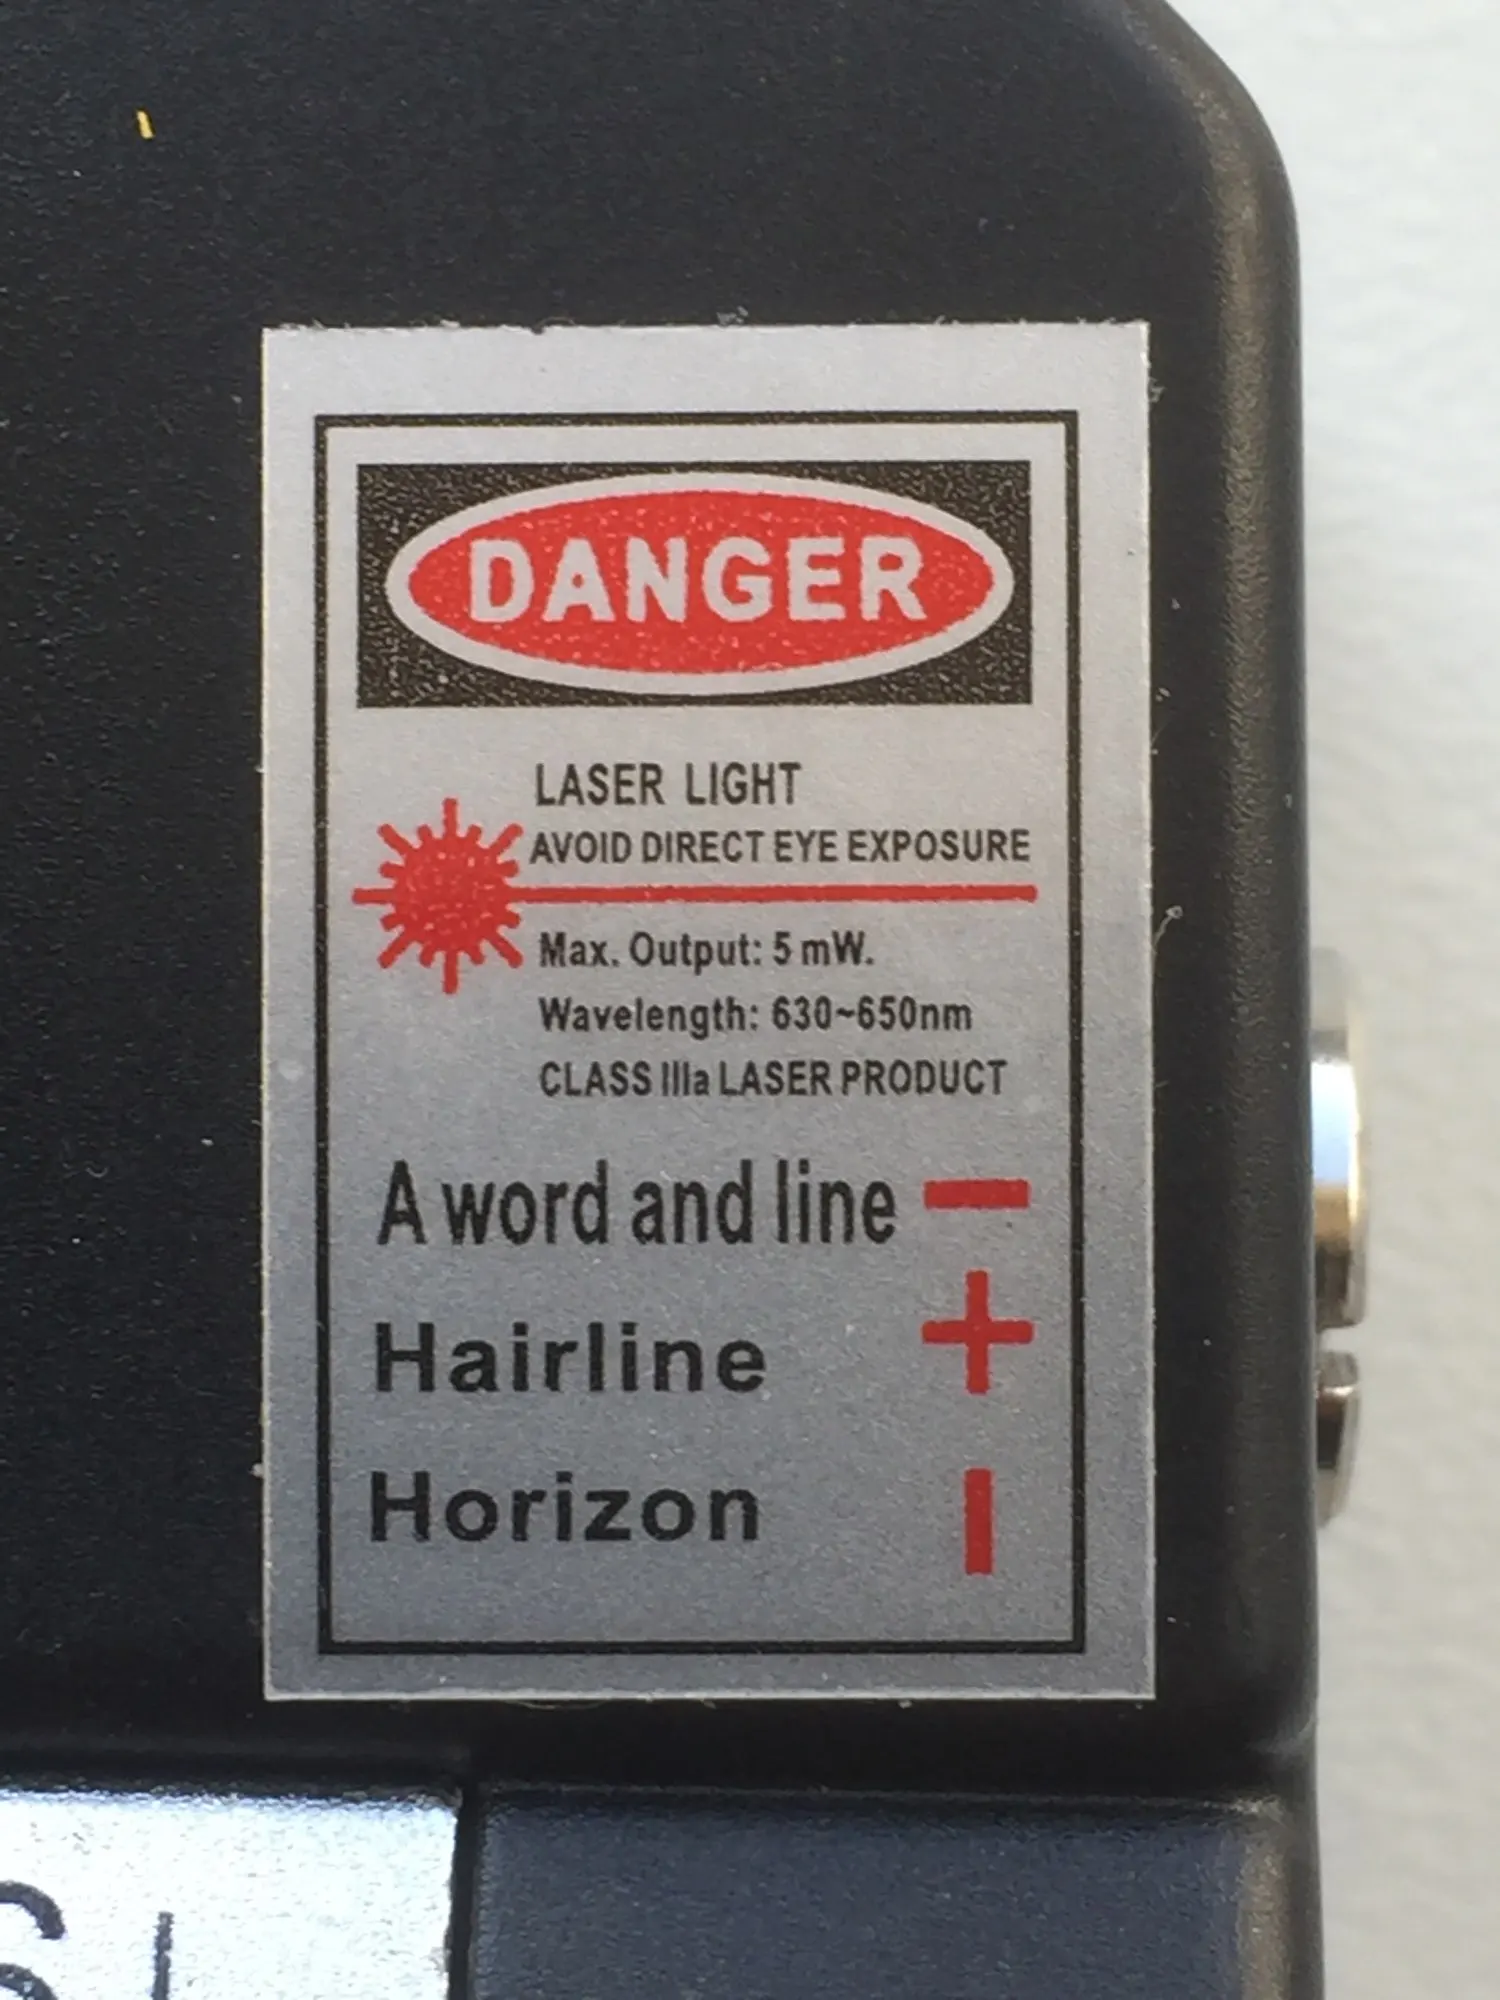 DANGER
LASER LIGHT
AVOID DIRECT EYE EXPOSURE
Max. Output: 5 mW.
Wavelength: 630~650nm
CLASS IIIa LASER PRODUCT
A word and line −
Hairline +
Horizon |